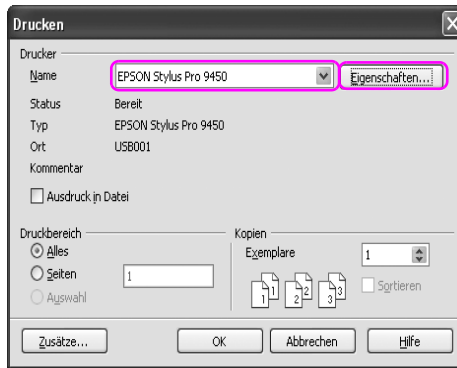 Drucken
Drucker
Name EPSON Stylus Pro 9450 Eigenschaften...
Status Bereit
Typ EPSON Stylus Pro 9450
Ort USB001
Kommentar
Ausdruck in Datei
Druckbereich
Alles
Seiten 1
Auswahl
Kopien
Exemplare 1
1 1 2 2 3 3
Sortieren
Zusätze... OK Abbrechen Hilfe